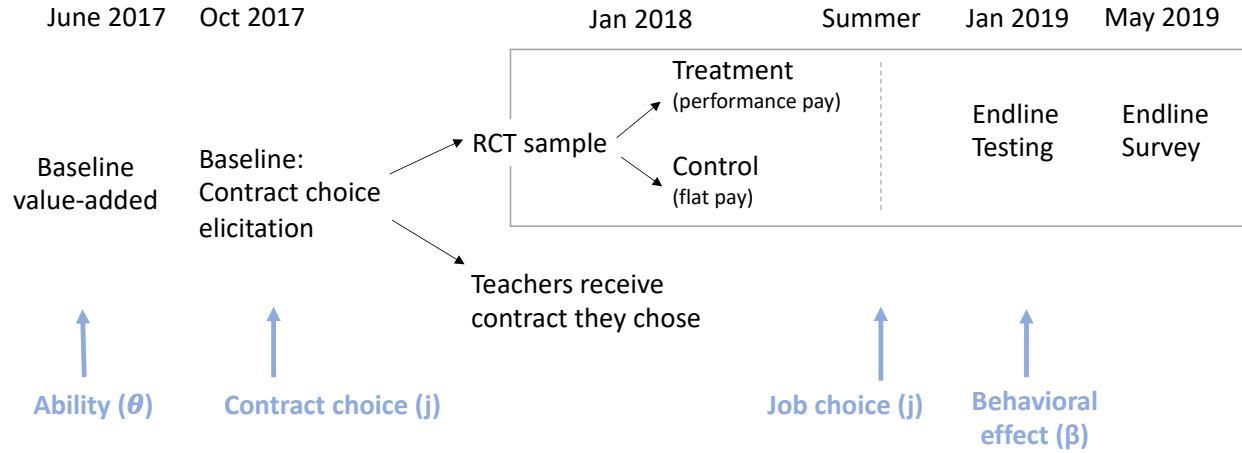 June 2017
Oct 2017
Jan 2018
Summer
Jan 2019
May 2019
Baseline
value-added
Baseline:
Contract choice
elicitation
RCT sample
Treatment
(performance pay)
Control
(flat pay)
Endline
Testing
Endline
Survey
Teachers receive
contract they chose
Ability (θ)
Contract choice (j)
Job choice (j)
Behavioral
effect (β)